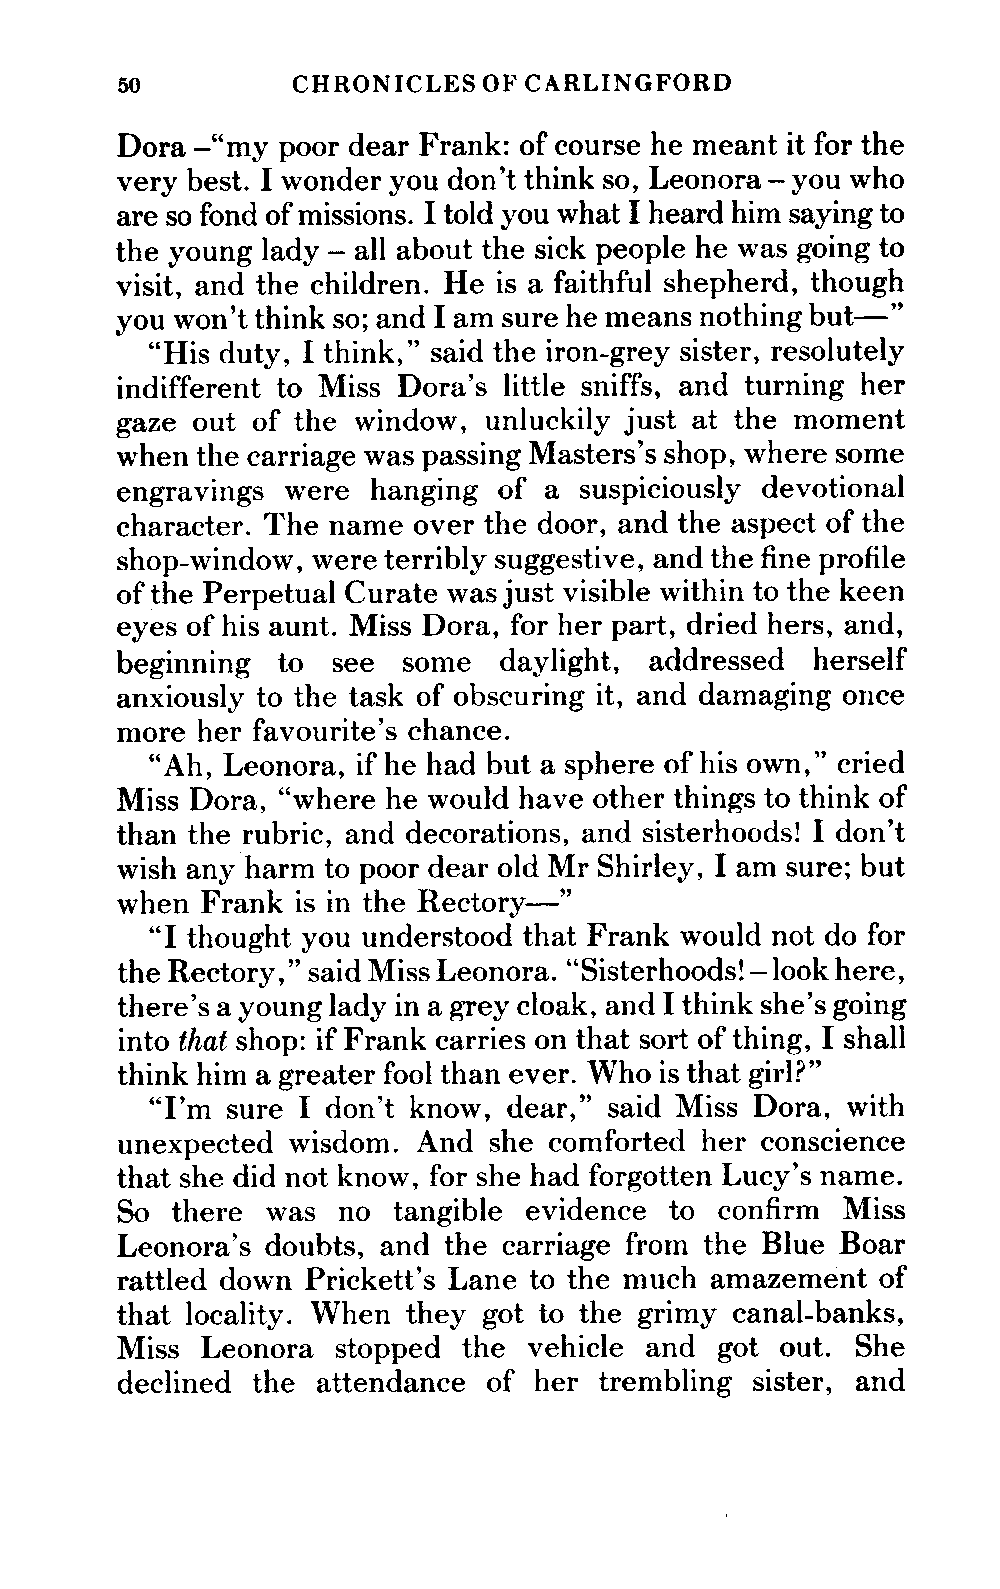 50 CHRONICLES OF CARLINGFORD
Dora –“my poor dear Frank: of course he meant it for the
very best. I wonder you don’t think so, Leonora – you who
are so fond of missions. I told you what I heard him saying to
the young lady – all about the sick people he was going to
visit, and the children. He is a faithful shepherd, though
you won’t think so; and I am sure he means nothing but—”
“His duty, I think,” said the iron-grey sister, resolutely
indifferent to Miss Dora’s little sniffs, and turning her
gaze out of the window, unluckily just at the moment
when the carriage was passing Masters’s shop, where some
engravings were hanging of a suspiciously devotional
character. The name over the door, and the aspect of the
shop-window, were terribly suggestive, and the fine profile
of the Perpetual Curate was just visible within to the keen
eyes of his aunt. Miss Dora, for her part, dried hers, and,
beginning to see some daylight, addressed herself
anxiously to the task of obscuring it, and damaging once
more her favourite’s chance.
“Ah, Leonora, if he had but a sphere of his own,” cried
Miss Dora, “where he would have other things to think of
than the rubric, and decorations, and sisterhoods! I don’t
wish any harm to poor dear old Mr Shirley, I am sure; but
when Frank is in the Rectory—”
“I thought you understood that Frank would not do for
the Rectory,” said Miss Leonora. “Sisterhoods! – look here,
there’s a young lady in a grey cloak, and I think she’s going
into that shop: if Frank carries on that sort of thing, I shall
think him a greater fool than ever. Who is that girl?”
“I’m sure I don’t know, dear,” said Miss Dora, with
unexpected wisdom. And she comforted her conscience
that she did not know, for she had forgotten Lucy’s name.
So there was no tangible evidence to confirm Miss
Leonora’s doubts, and the carriage from the Blue Boar
rattled down Prickett’s Lane to the much amazement of
that locality. When they got to the grimy canal-banks,
Miss Leonora stopped the vehicle and got out. She
declined the attendance of her trembling sister, and